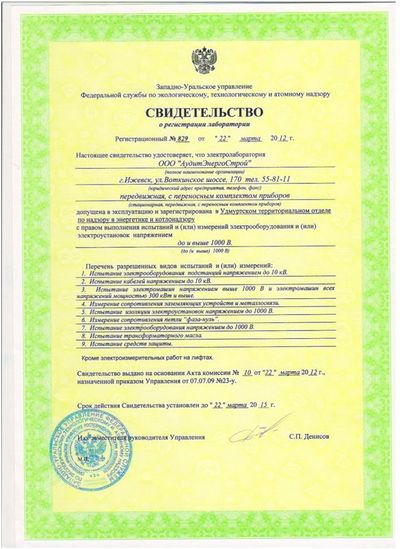 Западно-Уральское управление
Федеральной службы по экологическому, технологическому и атомному надзору
СВИДЕТЕЛЬСТВО
о регистрации лаборатории
Регистрационный № 829 от "22" марта 2012 г.
Настоящее свидетельство удостоверяет, что электролаборатория
ООО "АудитЭнергоСтрой"
(полное наименование организации)
г.Ижевск, ул.Воткинское шоссе, 170 тел. 55-81-11
(юридический адрес предприятия, телефон, факс)
передвижная, с переносным комплектом приборов
(стационарная, передвижная, с переносным комплектом приборов)
допущена в эксплуатацию и зарегистрирована в Удмуртском территориальном отделе
по надзору в энергетике и котлонадзору
с правом выполнения испытаний и (или) измерений электрооборудования и (или)
электроустановок напряжением
до и выше 1000 В.
(до (и выше) 1000 В)
Перечень разрешенных видов испытаний и (или) измерений:
1. Испытание электрооборудования подстанций напряжением до 10 кВ.
2. Испытание кабелей напряжением до 10 кВ.
3. Испытание электромашин напряжением выше 1000 В и электромашин всех
напряжений мощностью 300 кВт и выше.
4. Измерение сопротивления заземляющих устройств и металлосвязи.
5. Испытание изоляции электроустановок напряжением до 1000 В.
6. Измерение сопротивления петли "фаза-нуль".
7. Испытание электрооборудования напряжением до 1000 В.
8. Испытание трансформаторного масла.
9. Испытание средств защиты.
Кроме электроизмерительных работ на лифтах.
Свидетельство выдано на основании Акта комиссии № 10 от "22" марта 2012 г.,
назначенной приказом Управления от 07.07.09 №23-у.
Срок действия Свидетельства установлен до "22" марта 2015 г.
заместителя руководителя Управления С.П. Денисов